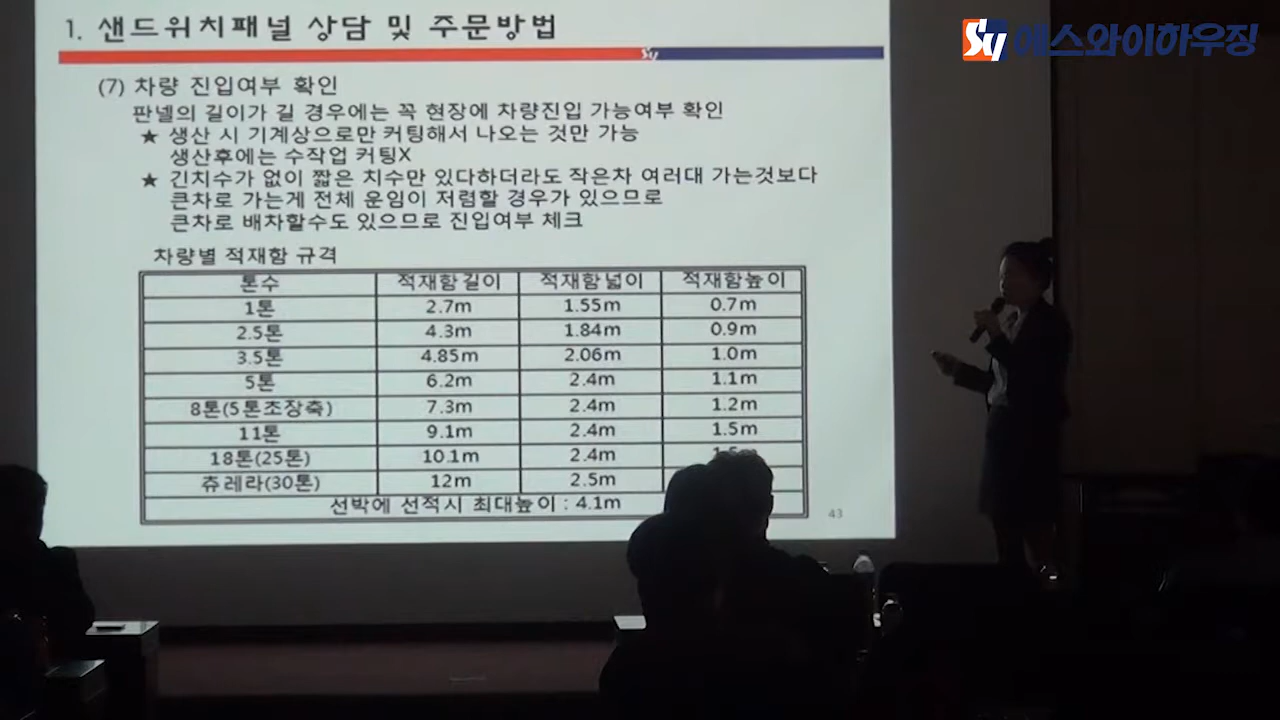 1. 샌드위치패널 상담 및 주문방법
SY
SY 에스와이하우징
(7) 차량 진입여부 확인
판넬의 길이가 길 경우에는 꼭 현장에 차량진입 가능여부 확인
★ 생산 시 기계상으로만 커팅해서 나오는 것만 가능
생산후에는 수작업 커팅X
★ 긴치수가 없이 짧은 치수만 있다하더라도 작은차 여러대 가는것보다
큰차로 가는게 전체 운임이 저렴할 경우가 있으므로
큰차로 배차할수도 있으므로 진입여부 체크
차량별 적재함 규격
톤수 적재함길이 적재함넓이 적재함높이
1톤 2.7m 1.55m 0.7m
2.5톤 4.3m 1.84m 0.9m
3.5톤 4.85m 2.06m 1.0m
5톤 6.2m 2.4m 1.1m
8톤(5톤초장축) 7.3m 2.4m 1.2m
11톤 9.1m 2.4m 1.5m
18톤(25톤) 10.1m 2.4m
츄레라(30톤) 12m 2.5m
선박에 선적시 최대높이 : 4.1m
43